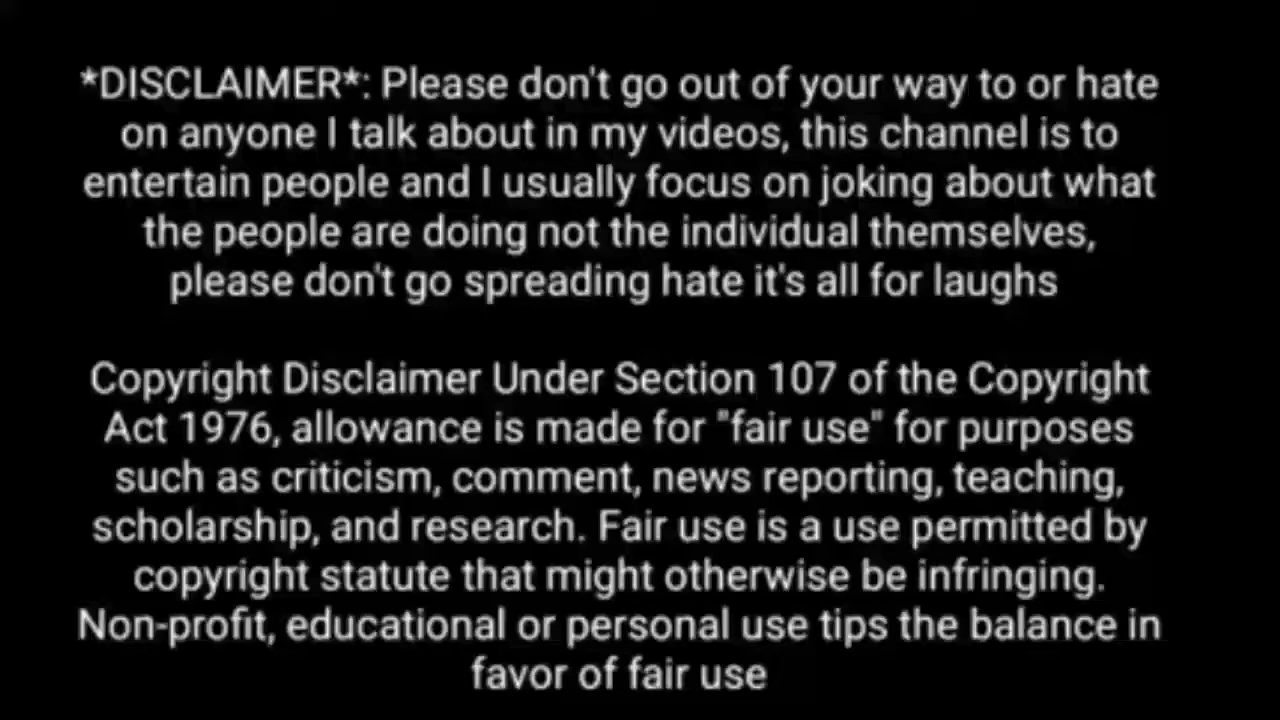 *DISCLAIMER*: Please don't go out of your way to or hate
on anyone I talk about in my videos, this channel is to
entertain people and I usually focus on joking about what
the people are doing not the individual themselves,
please don't go spreading hate it's all for laughs
Copyright Disclaimer Under Section 107 of the Copyright
Act 1976, allowance is made for "fair use" for purposes
such as criticism, comment, news reporting, teaching,
scholarship, and research. Fair use is a use permitted by
copyright statute that might otherwise be infringing.
Non-profit, educational or personal use tips the balance in
favor of fair use